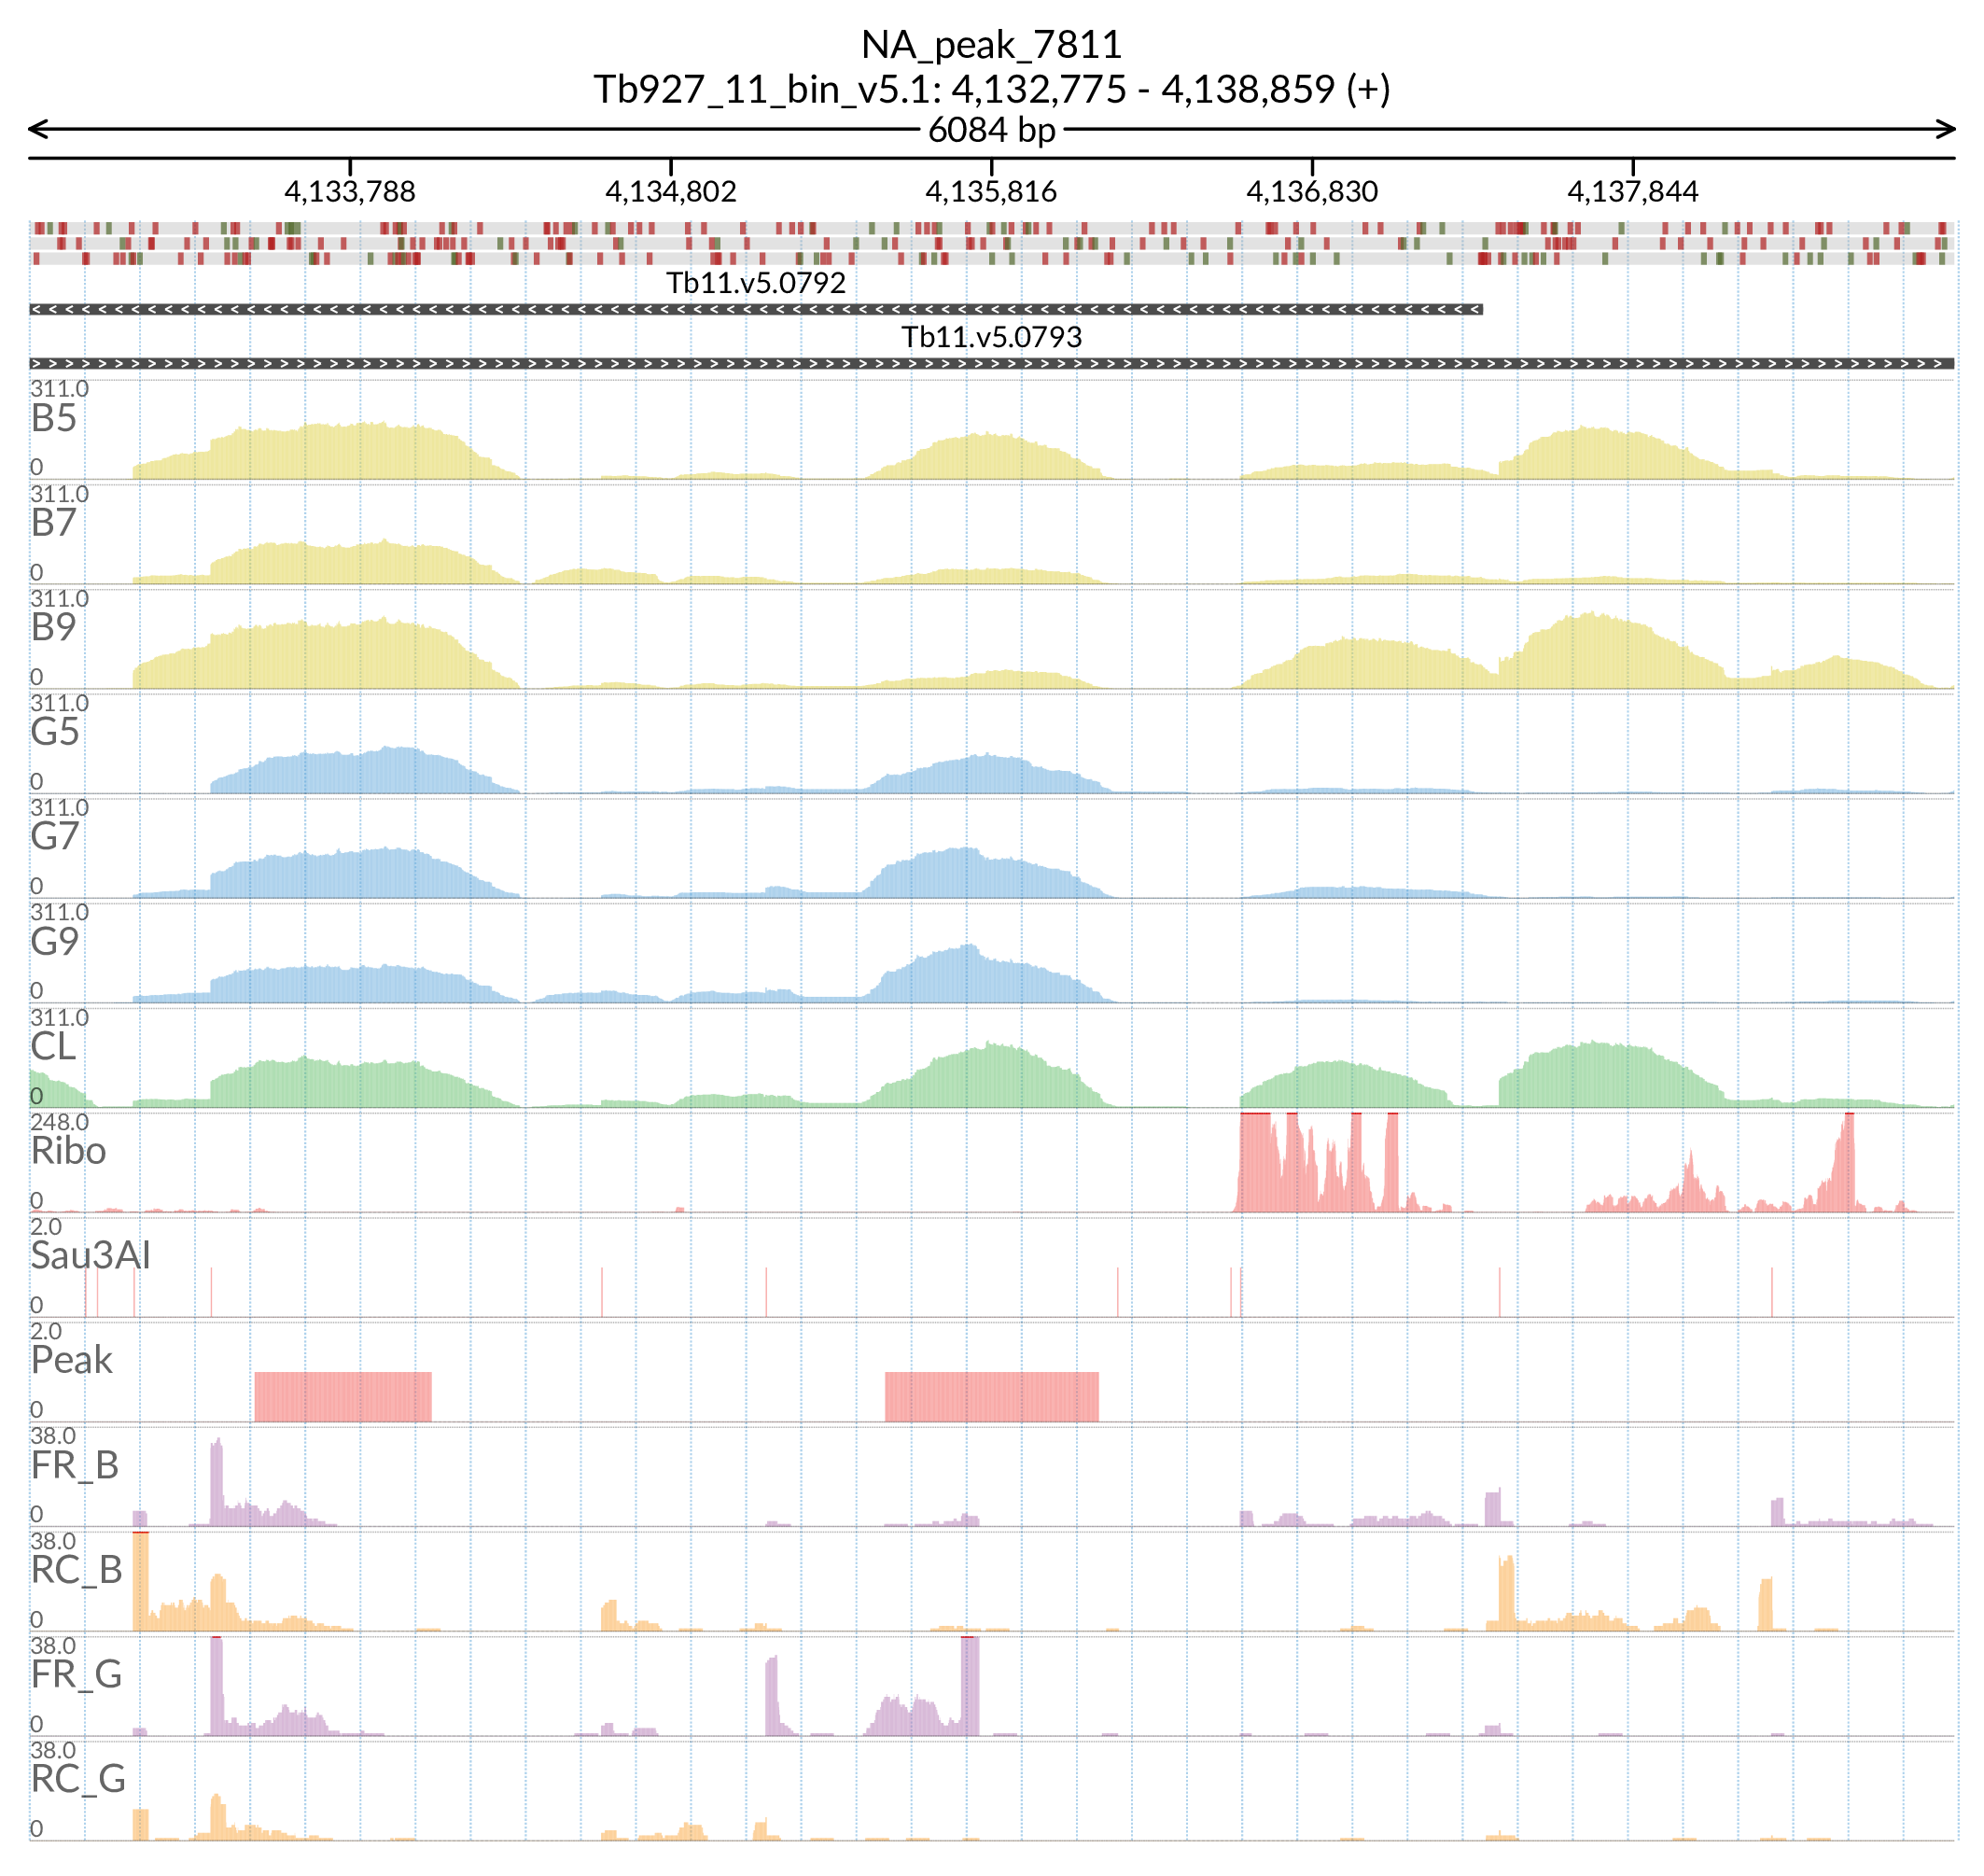 NA_peak_7811
Tb927_11_bin_v5.1: 4,132,775 - 4,138,859 (+)
6084 bp
4,133,788 4,134,802 4,135,816 4,136,830 4,137,844
Tb11.v5.0792
Tb11.v5.0793
311.0
B5
0
311.0
B7
0
311.0
B9
0
311.0
G5
0
311.0
G7
0
311.0
G9
0
311.0
CL
0
248.0
Ribo
0
2.0
Sau3AI
0
2.0
Peak
0
38.0
FR_B
0
38.0
RC_B
0
38.0
FR_G
0
38.0
RC_G
0